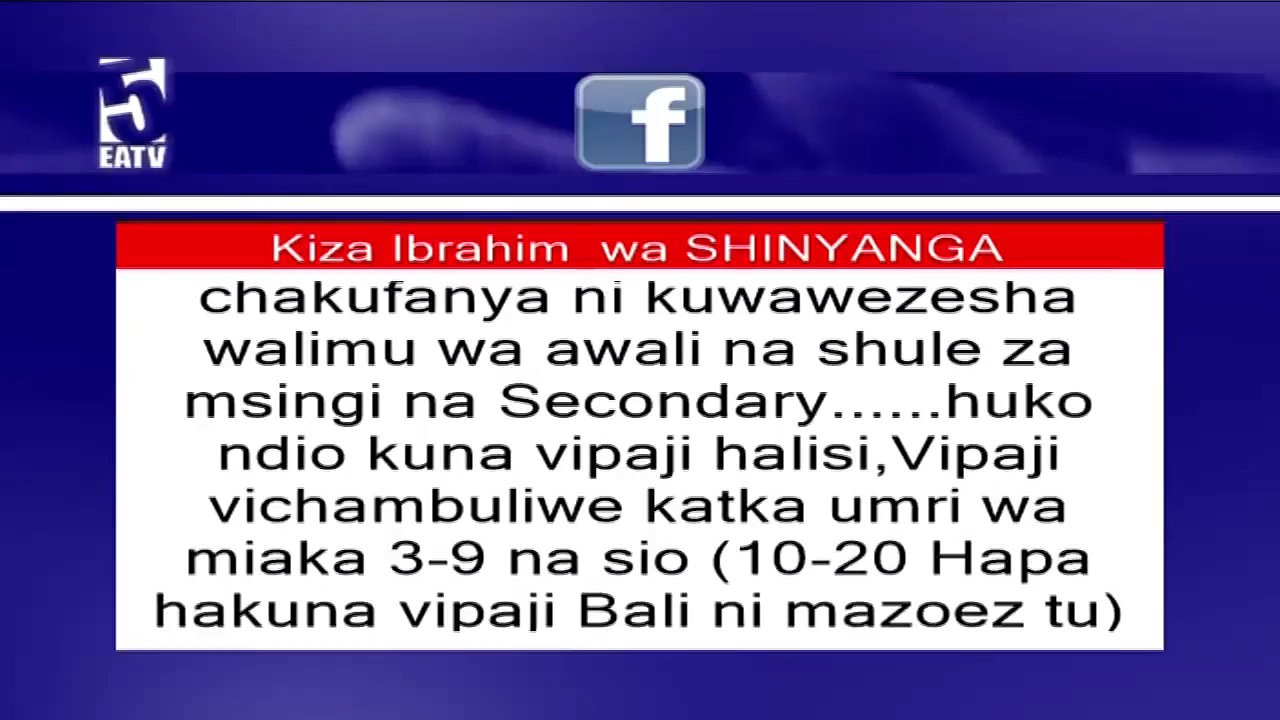 5
EATV
f
Kiza Ibrahim wa SHINYANGA
chakufanya ni kuwawezesha
walimu wa awali na shule za
msingi na Secondary......huko
ndio kuna vipaji halisi,Vipaji
vichambuliwe katka umri wa
miaka 3-9 na sio (10-20 Hapa
hakuna vipaji Bali ni mazoez tu)